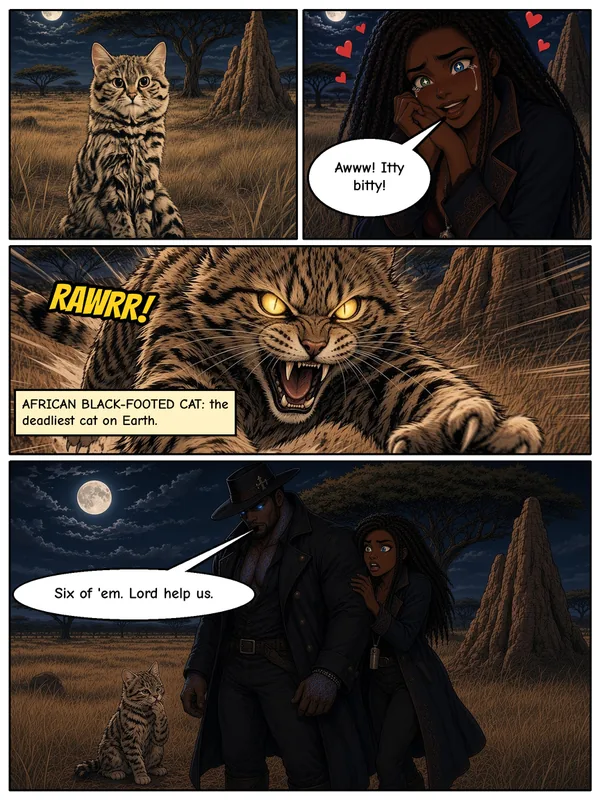 Awww! Itty
bitty!
RAWRR!
AFRICAN BLACK-FOOTED CAT: the
deadliest cat on Earth.
Six of 'em. Lord help us.